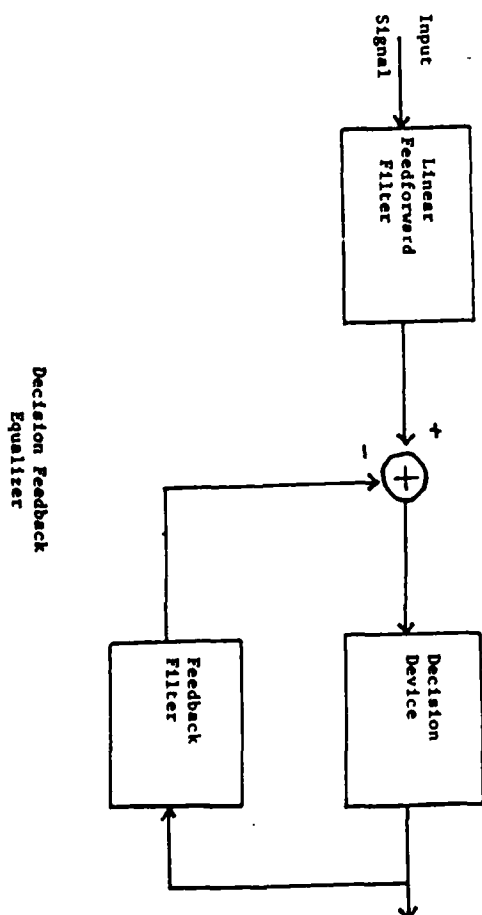 Input
Signal
Linear
Feedforward
Filter
+
-
+
Decision
Device
Feedback
Filter
Decision Feedback
Equalizer